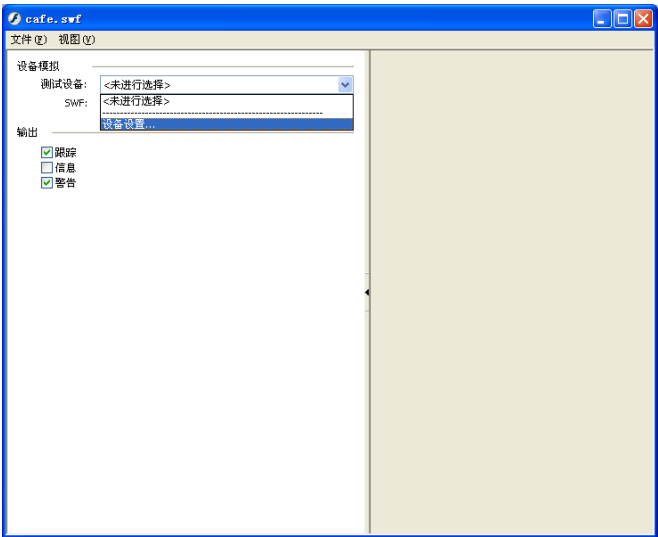 cafe.swf
文件(F) 视图(V)
设备模拟
测试设备: <未进行选择>
SWF: <未进行选择>
设备设置...
输出
跟踪
信息
警告